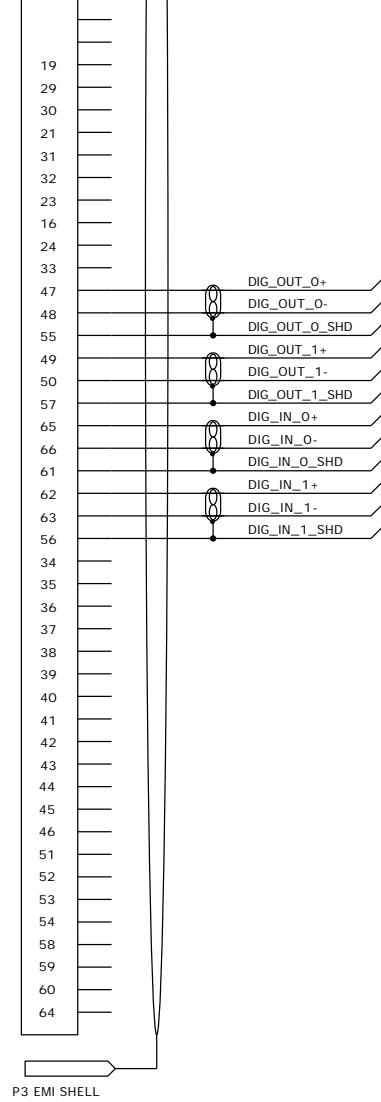 19
29
30
21
31
32
23
16
24
33
47 DIG_OUT_0+
48 DIG_OUT_0-
55 DIG_OUT_0_SHD
49 DIG_OUT_1+
50 DIG_OUT_1-
57 DIG_OUT_1_SHD
65 DIG_IN_0+
66 DIG_IN_0-
61 DIG_IN_0_SHD
62 DIG_IN_1+
63 DIG_IN_1-
56 DIG_IN_1_SHD
34
35
36
37
38
39
40
41
42
43
44
45
46
51
52
53
54
58
59
60
64
P3 EMI SHELL